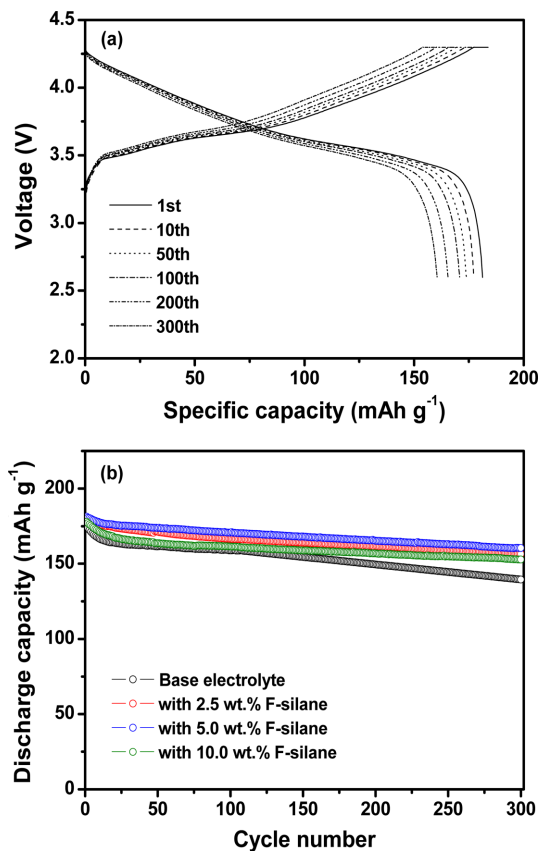 (a)
4.5
4.0
3.5
3.0
2.5
2.0
Voltage (V)
1st
10th
50th
100th
200th
300th
0 50 100 150 200
Specific capacity (mAh g-1)
(b)
225
150
75
0
Discharge capacity (mAh g-1)
Base electrolyte
with 2.5 wt.% F-silane
with 5.0 wt.% F-silane
with 10.0 wt.% F-silane
0 50 100 150 200 250 300
Cycle number